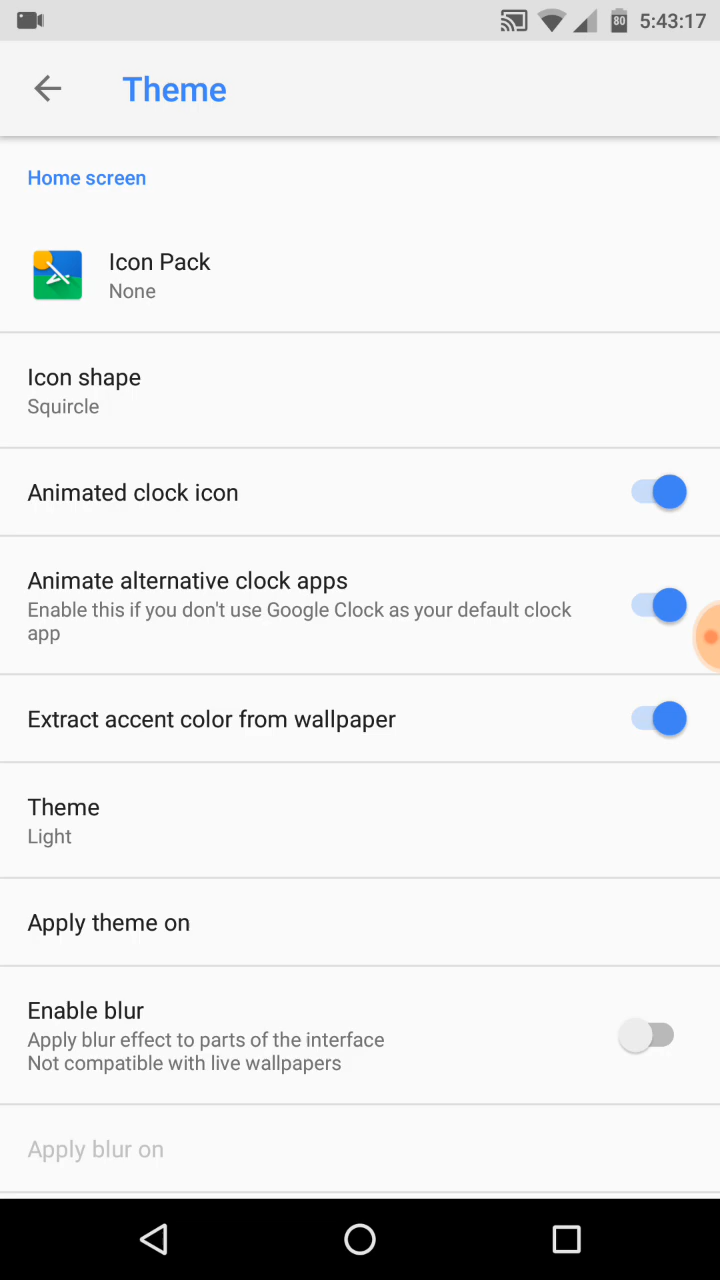 80 5:43:17
Theme
Home screen
Icon Pack
None
Icon shape
Squircle
Animated clock icon
Animate alternative clock apps
Enable this if you don't use Google Clock as your default clock
app
Extract accent color from wallpaper
Theme
Light
Apply theme on
Enable blur
Apply blur effect to parts of the interface
Not compatible with live wallpapers
Apply blur on